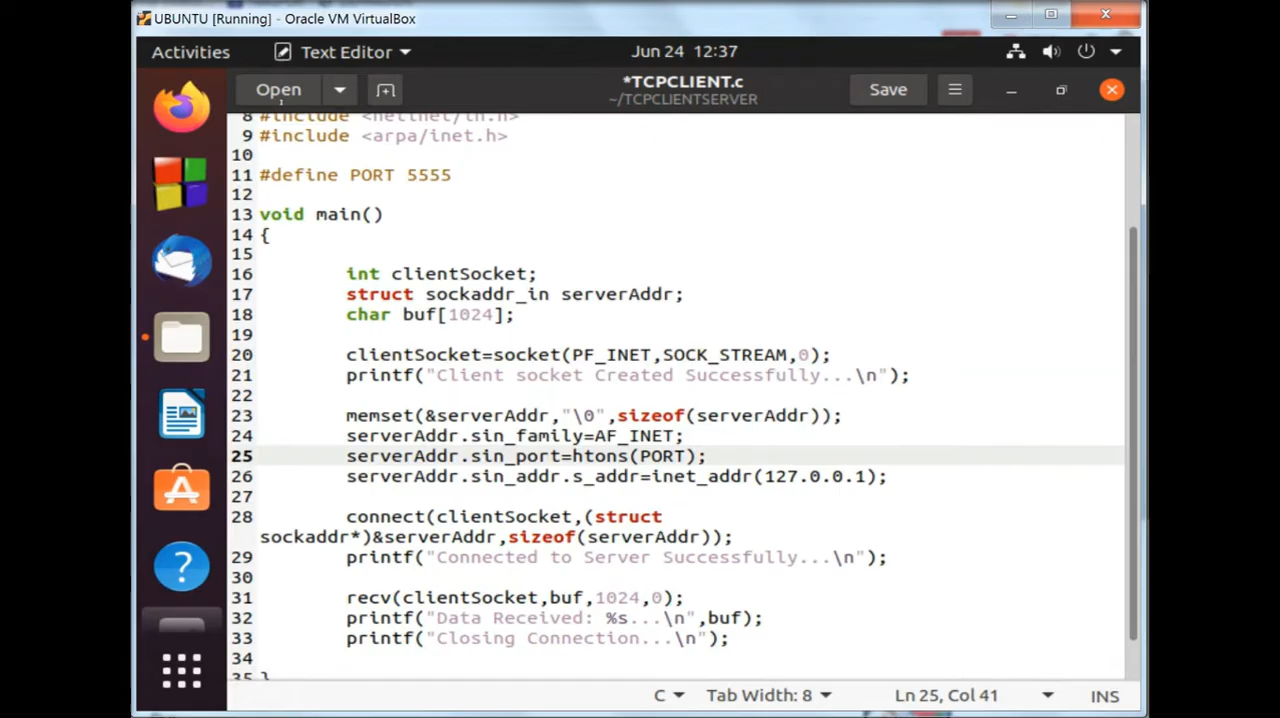 UBUNTU [Running] - Oracle VM VirtualBox
Activities Text Editor Jun 24 12:37
Open *TCPCLIENT.c Save
~/TCPCLIENTSERVER
8 #include <netinet/in.h>
9 #include <arpa/inet.h>
10
11 #define PORT 5555
12
13 void main()
14 {
15
16 int clientSocket;
17 struct sockaddr_in serverAddr;
18 char buf[1024];
19
20 clientSocket=socket(PF_INET,SOCK_STREAM,0);
21 printf("Client socket Created Successfully...\n");
22
23 memset(&serverAddr,"\0",sizeof(serverAddr));
24 serverAddr.sin_family=AF_INET;
25 serverAddr.sin_port=htons(PORT);
26 serverAddr.sin_addr.s_addr=inet_addr(127.0.0.1);
27
28 connect(clientSocket,(struct
sockaddr*)&serverAddr,sizeof(serverAddr));
29 printf("Connected to Server Successfully...\n");
30
31 recv(clientSocket,buf,1024,0);
32 printf("Data Received: %s...\n",buf);
33 printf("Closing Connection...\n");
34
35 }
C Tab Width: 8 Ln 25, Col 41 INS